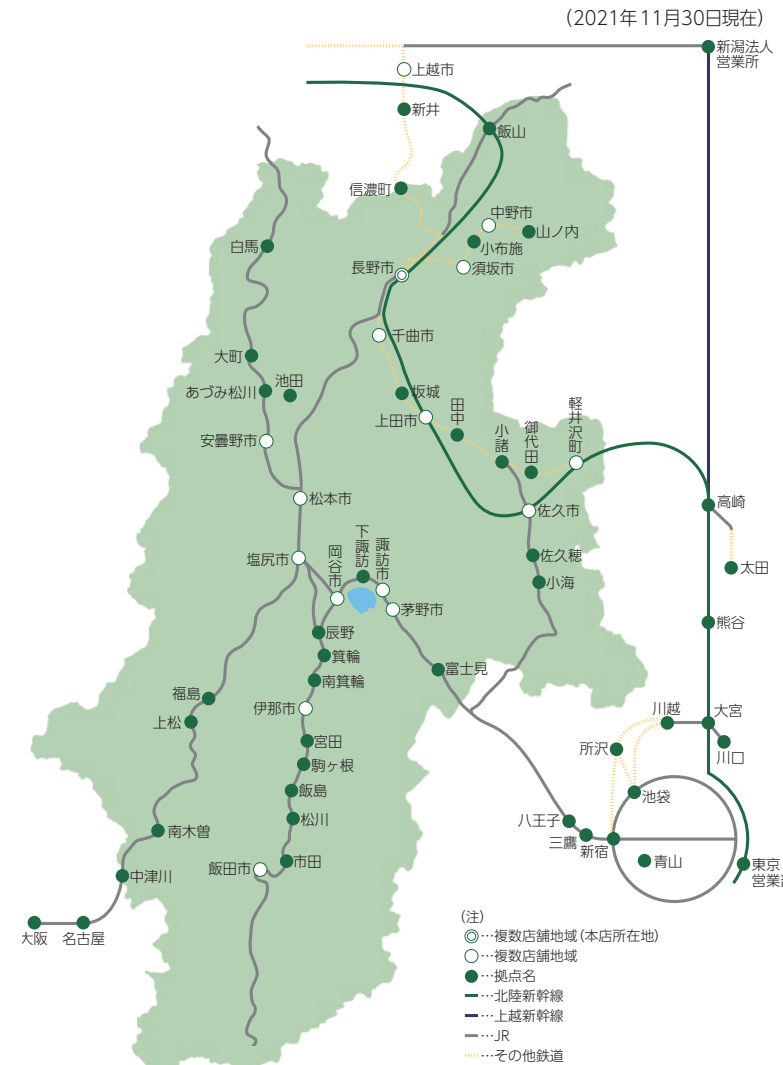 (2021年11月30日現在)
新潟法人
営業所
上越市
新井
飯山
信濃町
中野市
山ノ内
小布施
白馬
長野市
須坂市
千曲市
大町
池田
あづみ松川
坂城
田中
上田市
小諸
御代田
軽井沢町
安曇野市
松本市
佐久市
高崎
塩尻市
岡谷市
下諏訪
諏訪市
佐久穂
太田
小海
茅野市
熊谷
辰野
箕輪
富士見
南箕輪
福島
伊那市
川越
大宮
上松
宮田
所沢
川口
駒ヶ根
飯島
池袋
松川
八王子
南木曽
三鷹
新宿
飯田市
市田
青山
東京
営業部
中津川
大阪
名古屋
(注)
◎…複数店舗地域(本店所在地)
○…複数店舗地域
●…拠点名
…北陸新幹線
…上越新幹線
…JR
…その他鉄道